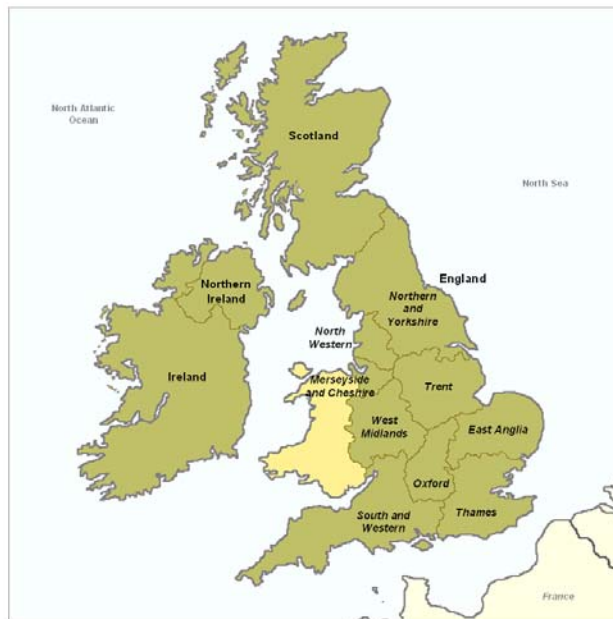 North Atlantic
Ocean
Scotland
North Sea
England
Northern
Ireland
Northern
and
Yorkshire
North
Western
Ireland
Merseyside
and Cheshire
Trent
West
Midlands
East Anglia
Oxford
South and
Western
Thames
France